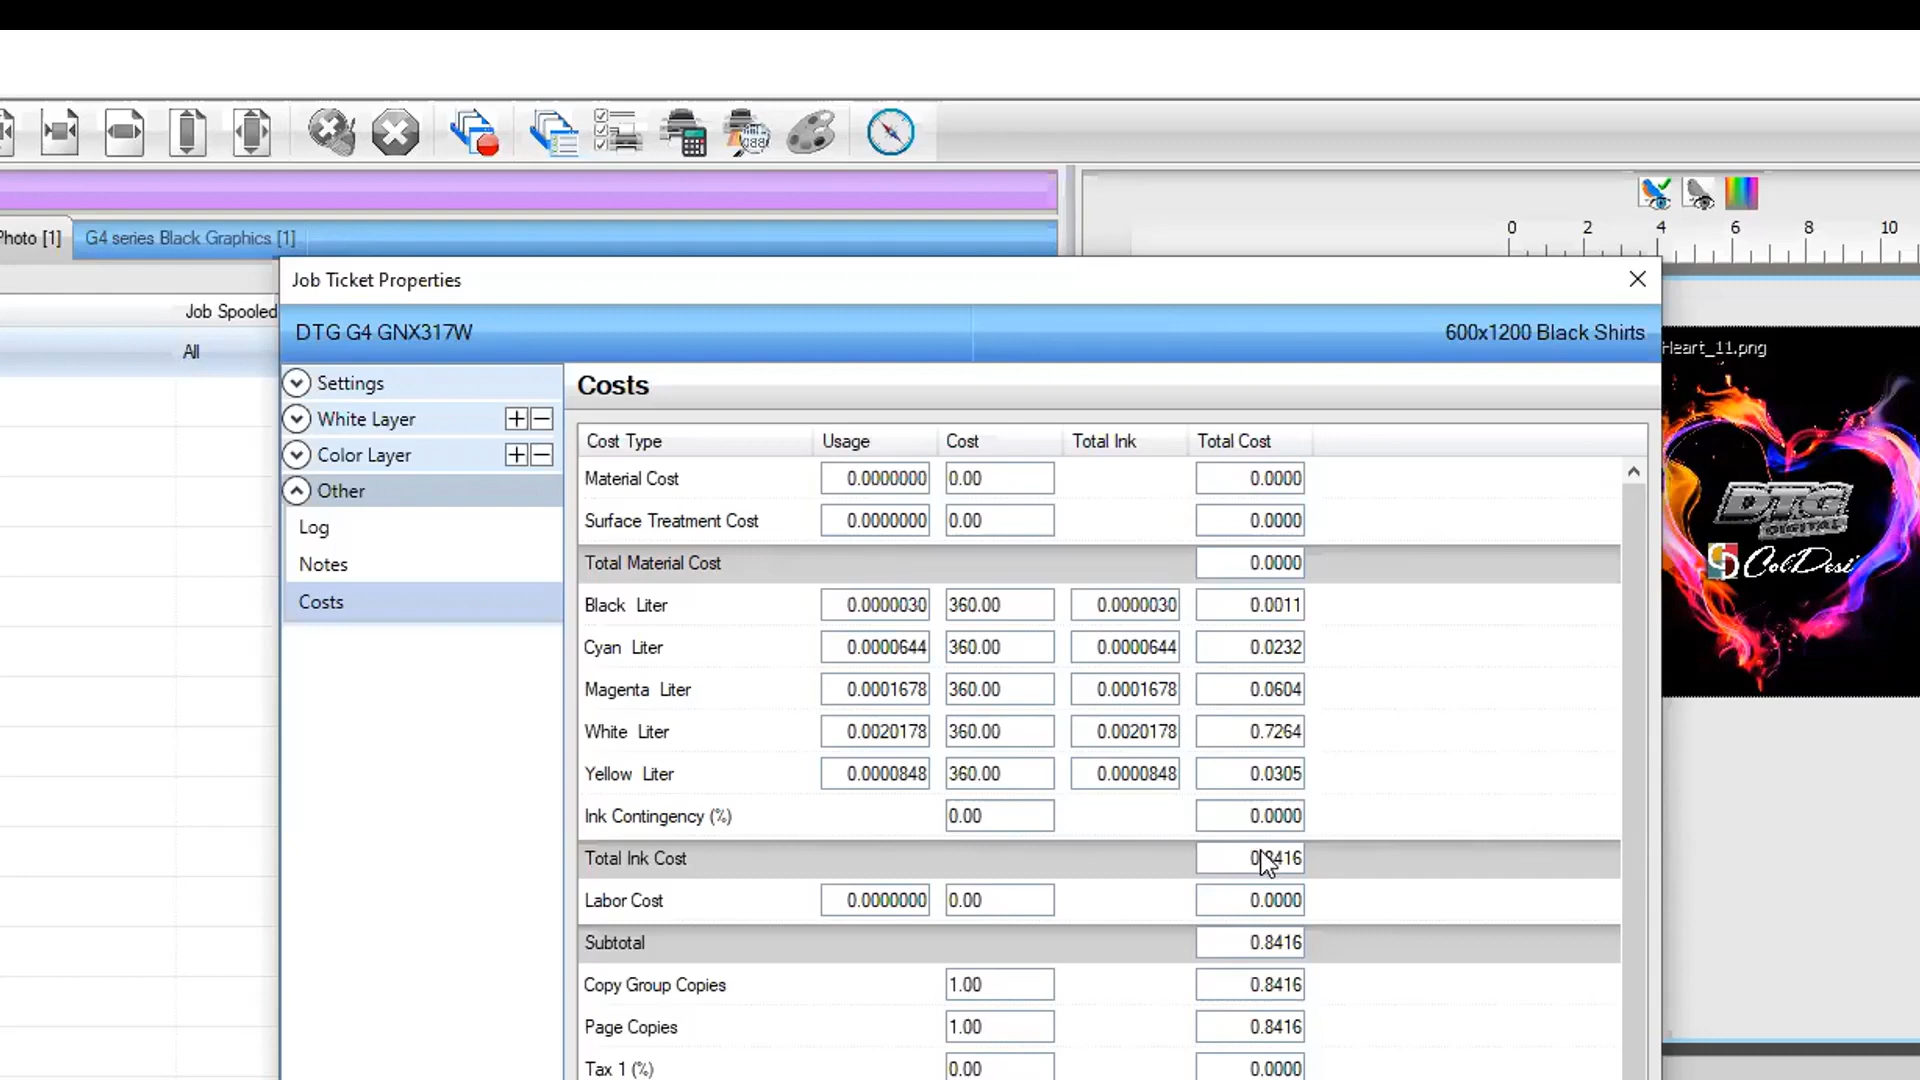 Photo [1]
G4 series Black Graphics [1]
0 2 4 6 8 10
Job Ticket Properties
Job Spooled
DTG G4 GNX317W
600x1200 Black Shirts
All
Heart_11.png
Settings
Costs
White Layer
Color Layer
Other
Log
Notes
Costs
Cost Type Usage Cost Total Ink Total Cost
Material Cost 0.0000000 0.00 0.0000
Surface Treatment Cost 0.0000000 0.00 0.0000
Total Material Cost 0.0000
Black Liter 0.0000030 360.00 0.0000030 0.0011
Cyan Liter 0.0000644 360.00 0.0000644 0.0232
Magenta Liter 0.0001678 360.00 0.0001678 0.0604
White Liter 0.0020178 360.00 0.0020178 0.7264
Yellow Liter 0.0000848 360.00 0.0000848 0.0305
Ink Contingency (%) 0.00 0.0000
Total Ink Cost 0.8416
Labor Cost 0.0000000 0.00 0.0000
Subtotal 0.8416
Copy Group Copies 1.00 0.8416
Page Copies 1.00 0.8416
Tax 1 (%) 0.00 0.0000
DTG
DIGITAL
ColDesi